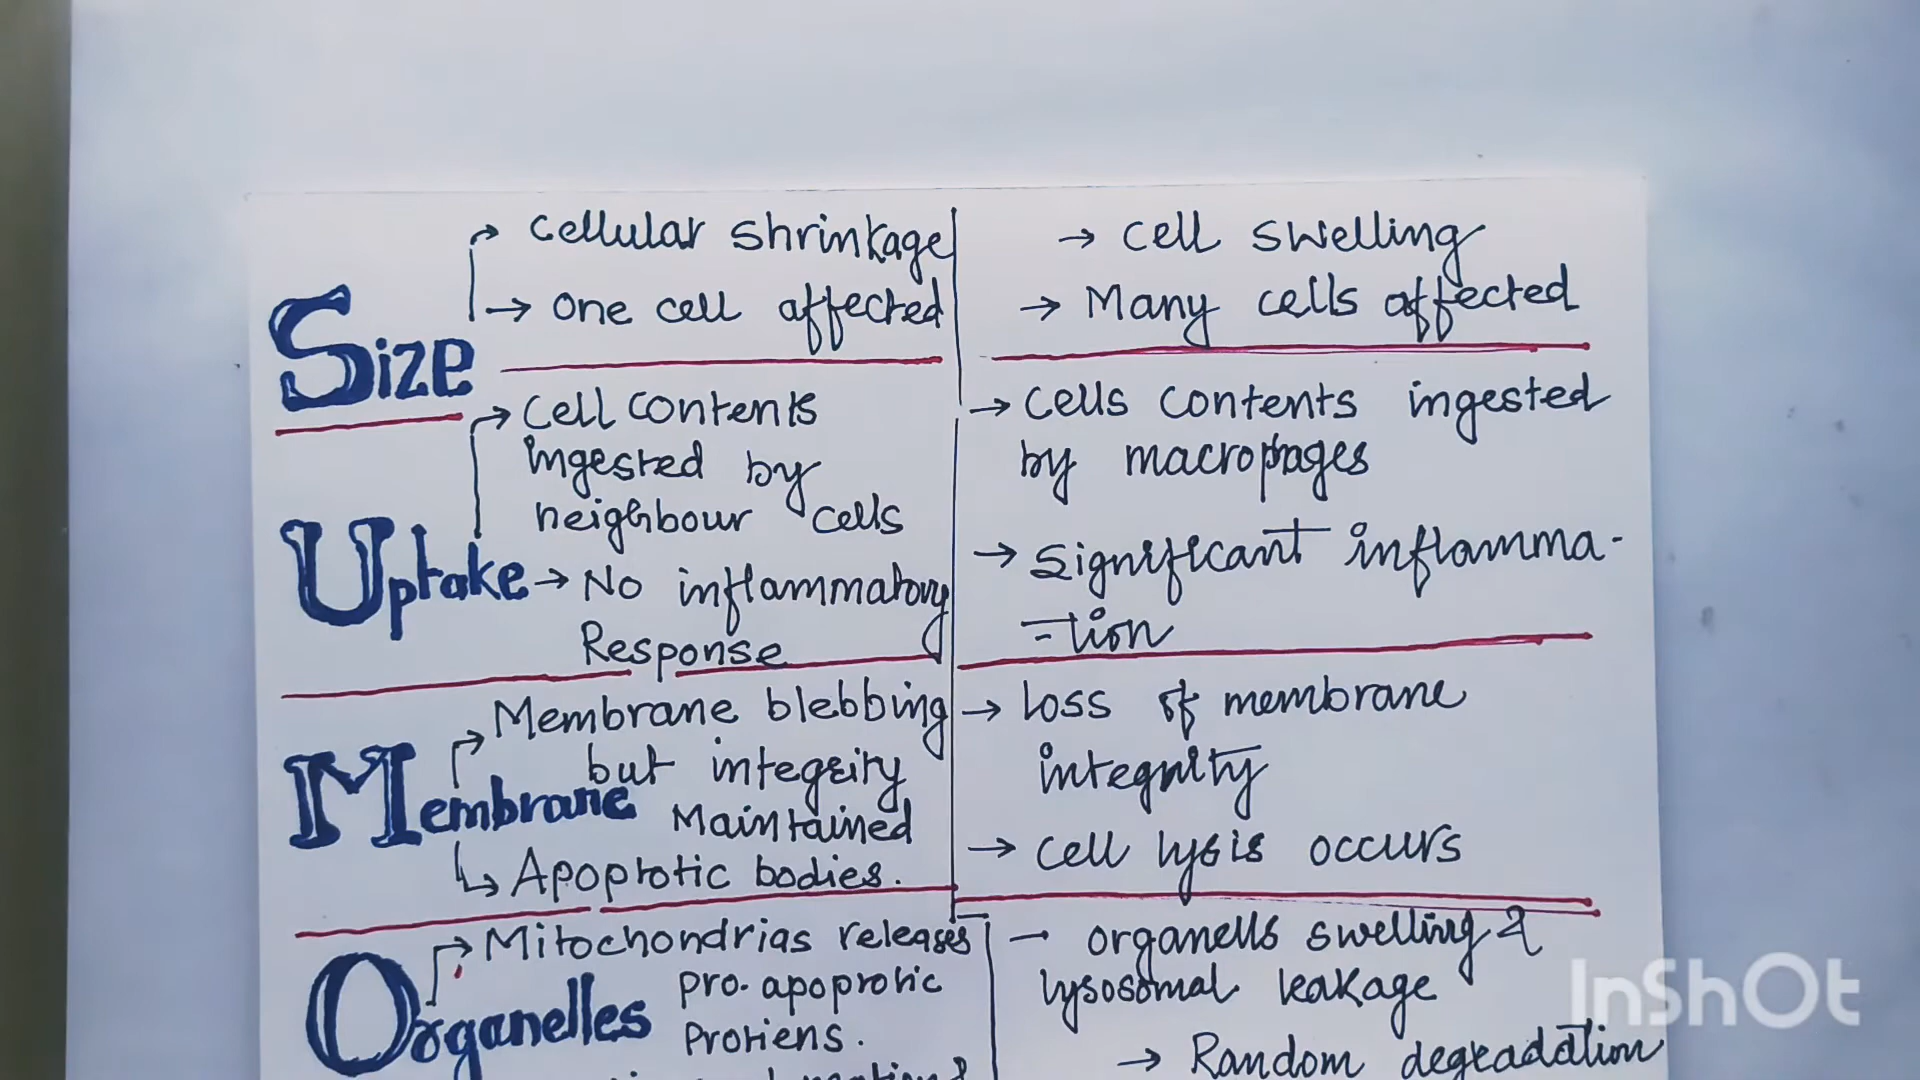 Size
→ cellular shrinkage
→ one cell affected
→ cell swelling
→ Many cells affected
Uptake
→ cell contents
ingested by
neighbour cells
→ No inflammatory
Response
→ cells contents ingested
by macrophages
→ significant inflamma-
-tion
Membrane
→ Membrane blebbing
but integrity
Maintained
→ Apoptotic bodies.
→ loss of membrane
integrity
→ cell lysis occurs
Organelles
→ Mitochondrias releases
pro. apoprotic
Protiens.
→ organells swelling &
lysosomal leakage
→ Random degradation
InShOt